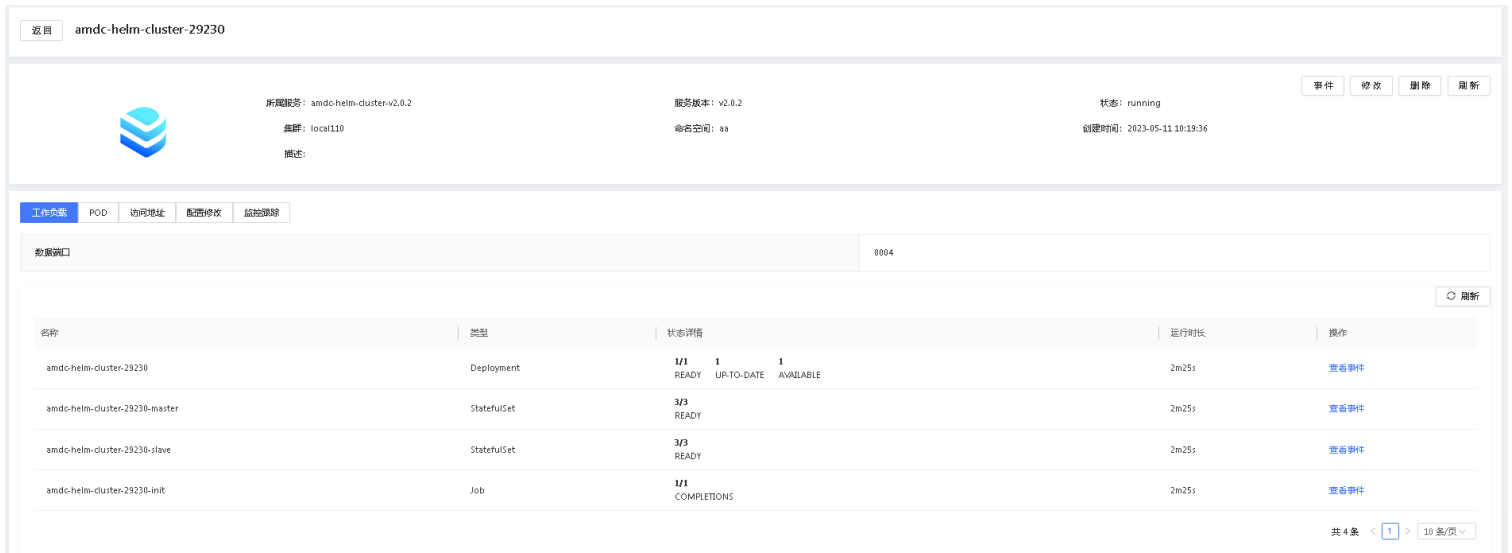 返 回 amdc-helm-cluster-29230
事 件 修 改 删 除 刷 新
所属服务: amdc-helm-cluster-v2.0.2 服务版本: v2.0.2 状态: running
集群: local110 命名空间: aa 创建时间: 2023-05-11 10:19:36
描述:
工作负载 POD 访问地址 配置修改 监控跟踪
数据端口 8004
刷新
名称 类型 状态详情 运行时长 操作
amdc-helm-cluster-29230 Deployment 1/1 1 1 2m25s 查看事件
READY UP-TO-DATE AVAILABLE
amdc-helm-cluster-29230-master StatefulSet 3/3 2m25s 查看事件
READY
amdc-helm-cluster-29230-slave StatefulSet 3/3 2m25s 查看事件
READY
amdc-helm-cluster-29230-init Job 1/1 2m25s 查看事件
COMPLETIONS
共 4 条 < 1 > 10 条/页